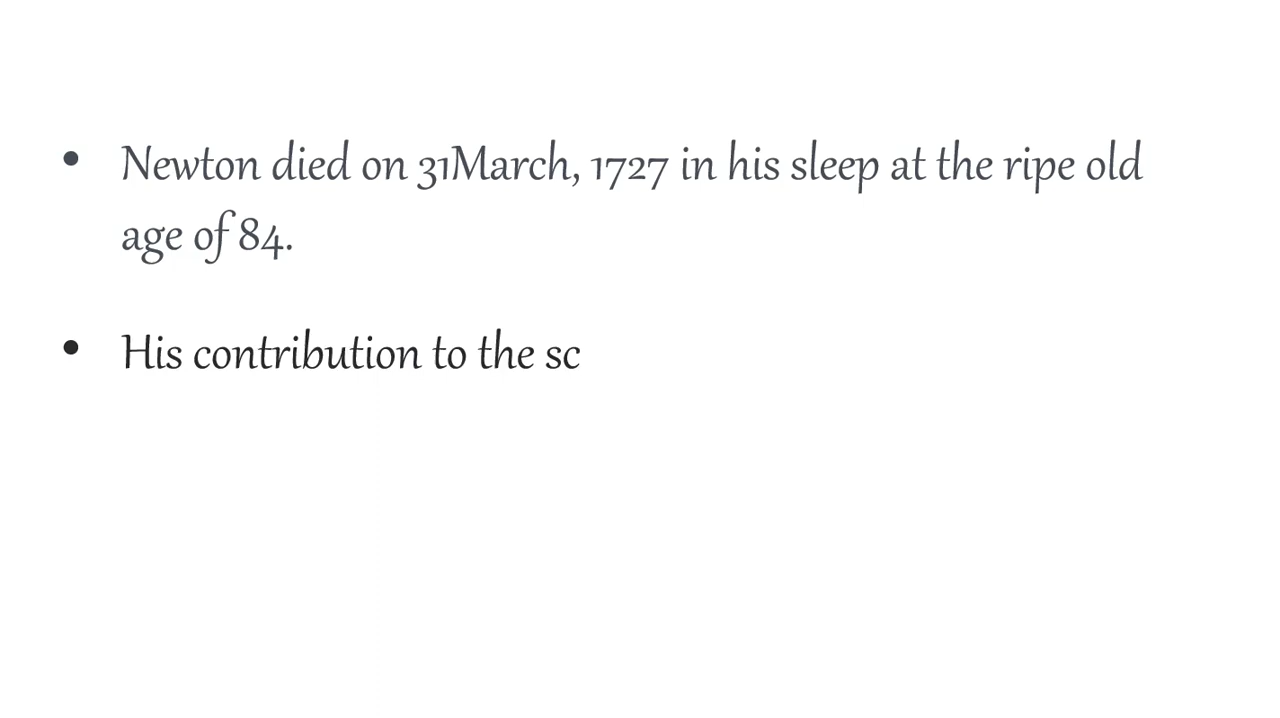 • Newton died on 31March, 1727 in his sleep at the ripe old
age of 84.
• His contribution to the sc